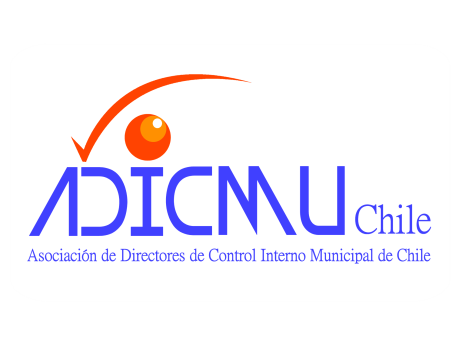 ADICMU Chile
Asociación de Directores de Control Interno Municipal de Chile